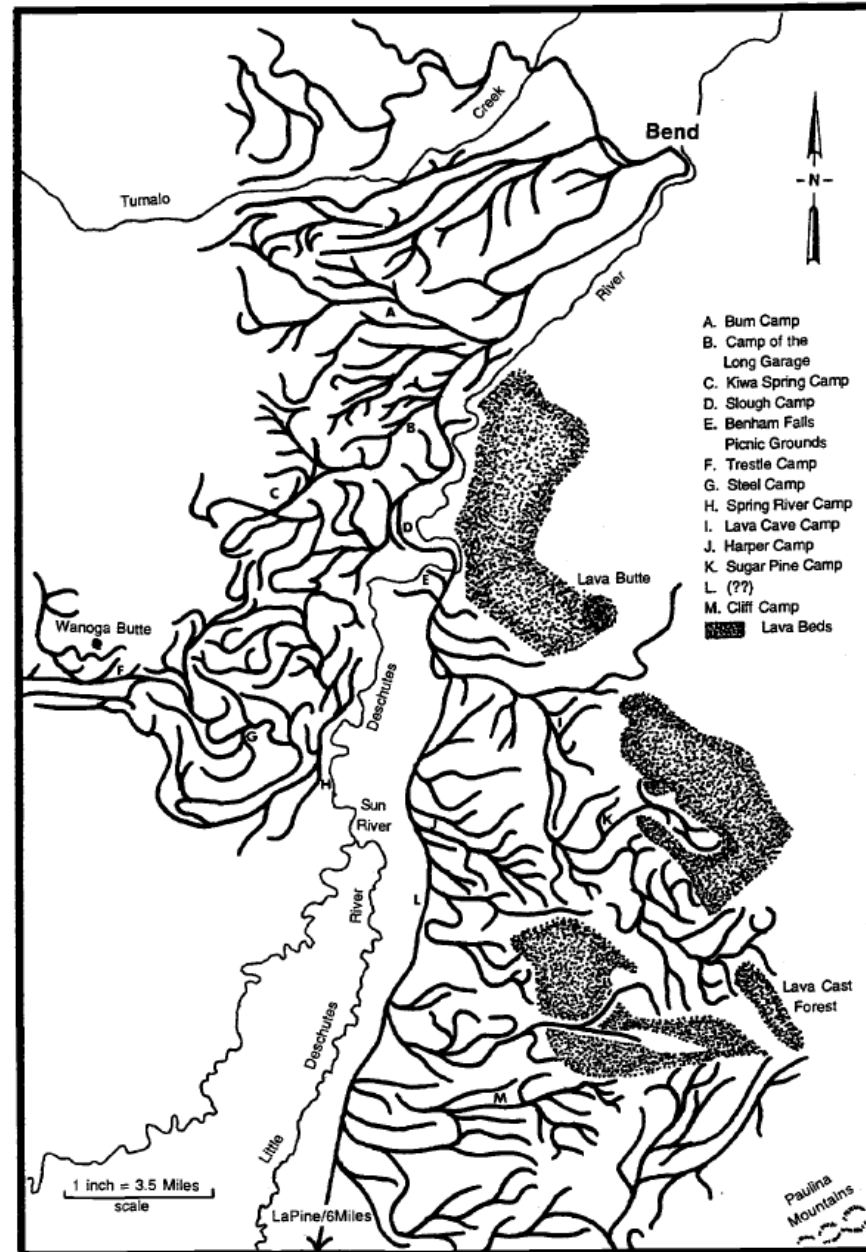 Creek
Bend
- N -
Tumalo
River
A
A. Bum Camp
B. Camp of the
Long Garage
C. Kiwa Spring Camp
D. Slough Camp
E. Benham Falls
Picnic Grounds
F. Trestle Camp
G. Steel Camp
H. Spring River Camp
I. Lava Cave Camp
J. Harper Camp
K. Sugar Pine Camp
L. (??)
M. Cliff Camp
Lava Beds
B
C
D
E
Lava Butte
Wanoga Butte
F
Deschutes
G
I
H
Sun
River
K
J
L
River
Lava Cast
Forest
Deschutes
M
Little
1 inch = 3.5 Miles
scale
LaPine/6Miles
Paulina
Mountains